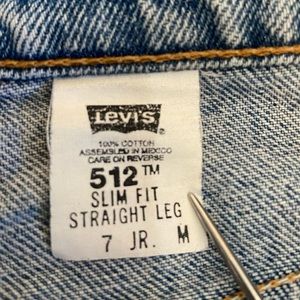 Levi's
100% COTTON
ASSEMBLED IN MEXICO
CARE ON REVERSE
512™
SLIM FIT
STRAIGHT LEG
7 JR. M